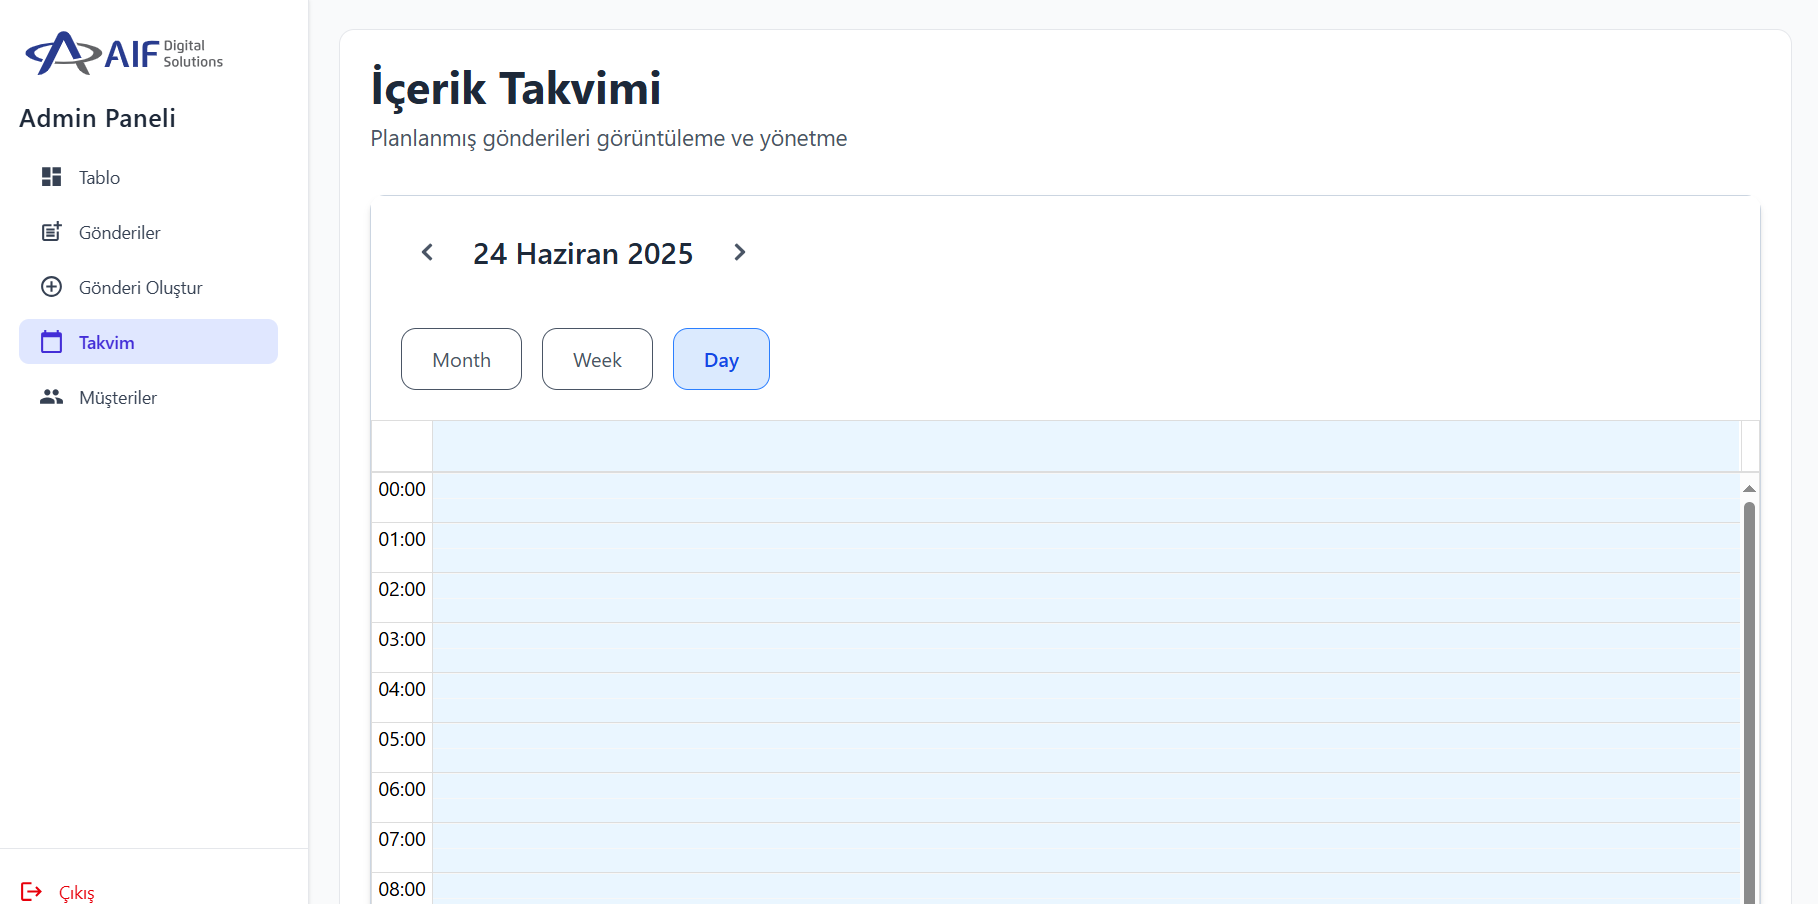 AIF Digital
Solutions
Admin Paneli
Tablo
Gönderiler
Gönderi Oluştur
Takvim
Müşteriler
Çıkış
İçerik Takvimi
Planlanmış gönderileri görüntüleme ve yönetme
24 Haziran 2025
Month Week Day
00:00
01:00
02:00
03:00
04:00
05:00
06:00
07:00
08:00